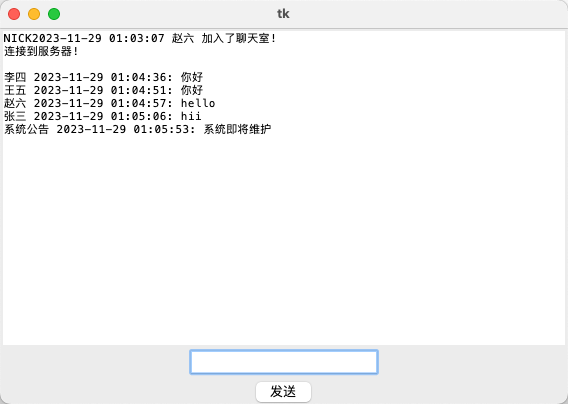 tk
NICK2023-11-29 01:03:07 赵六 加入了聊天室!
连接到服务器!
李四 2023-11-29 01:04:36: 你好
王五 2023-11-29 01:04:51: 你好
赵六 2023-11-29 01:04:57: hello
张三 2023-11-29 01:05:06: hii
系统公告 2023-11-29 01:05:53: 系统即将维护
发送